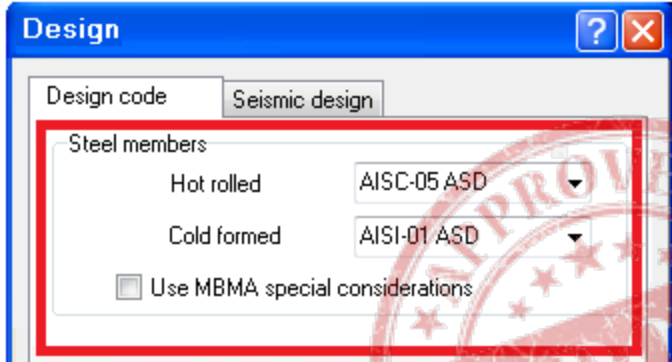 Design
Design code
Seismic design
Steel members
Hot rolled
AISC-05 ASD
Cold formed
AISI-01 ASD
Use MBMA special considerations